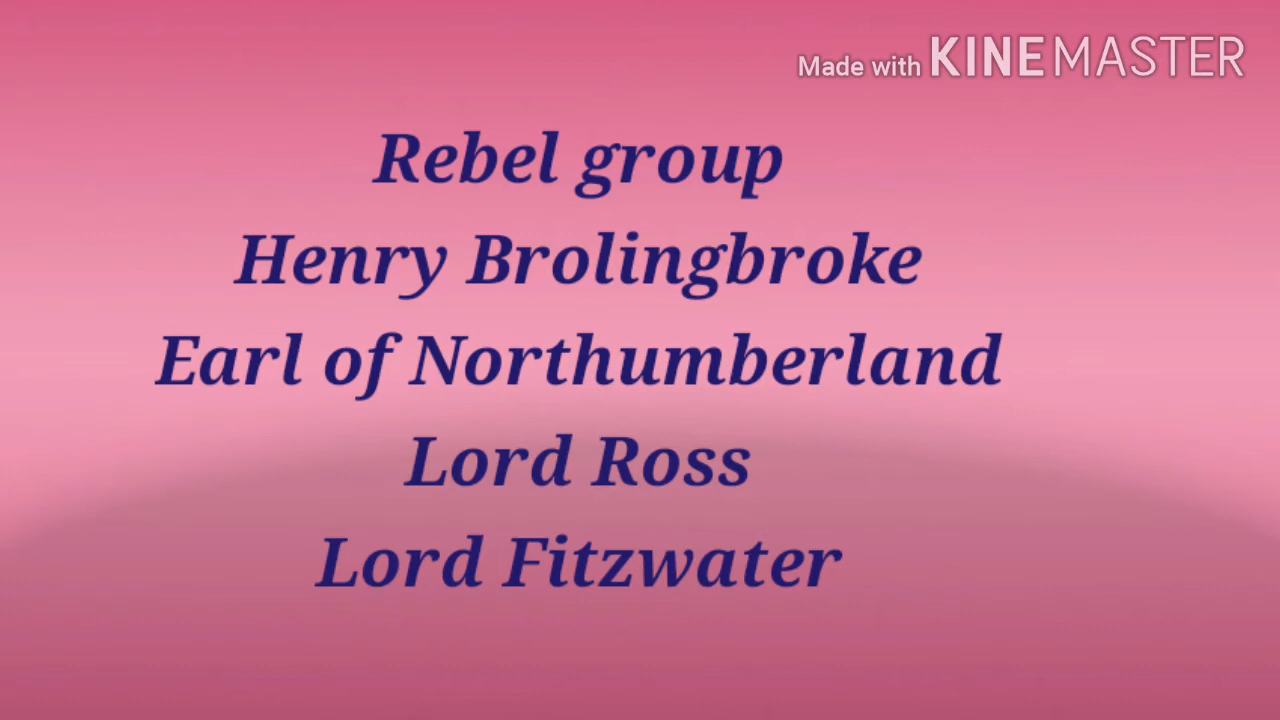 Made with KINEMASTER
Rebel group
Henry Brolingbroke
Earl of Northumberland
Lord Ross
Lord Fitzwater